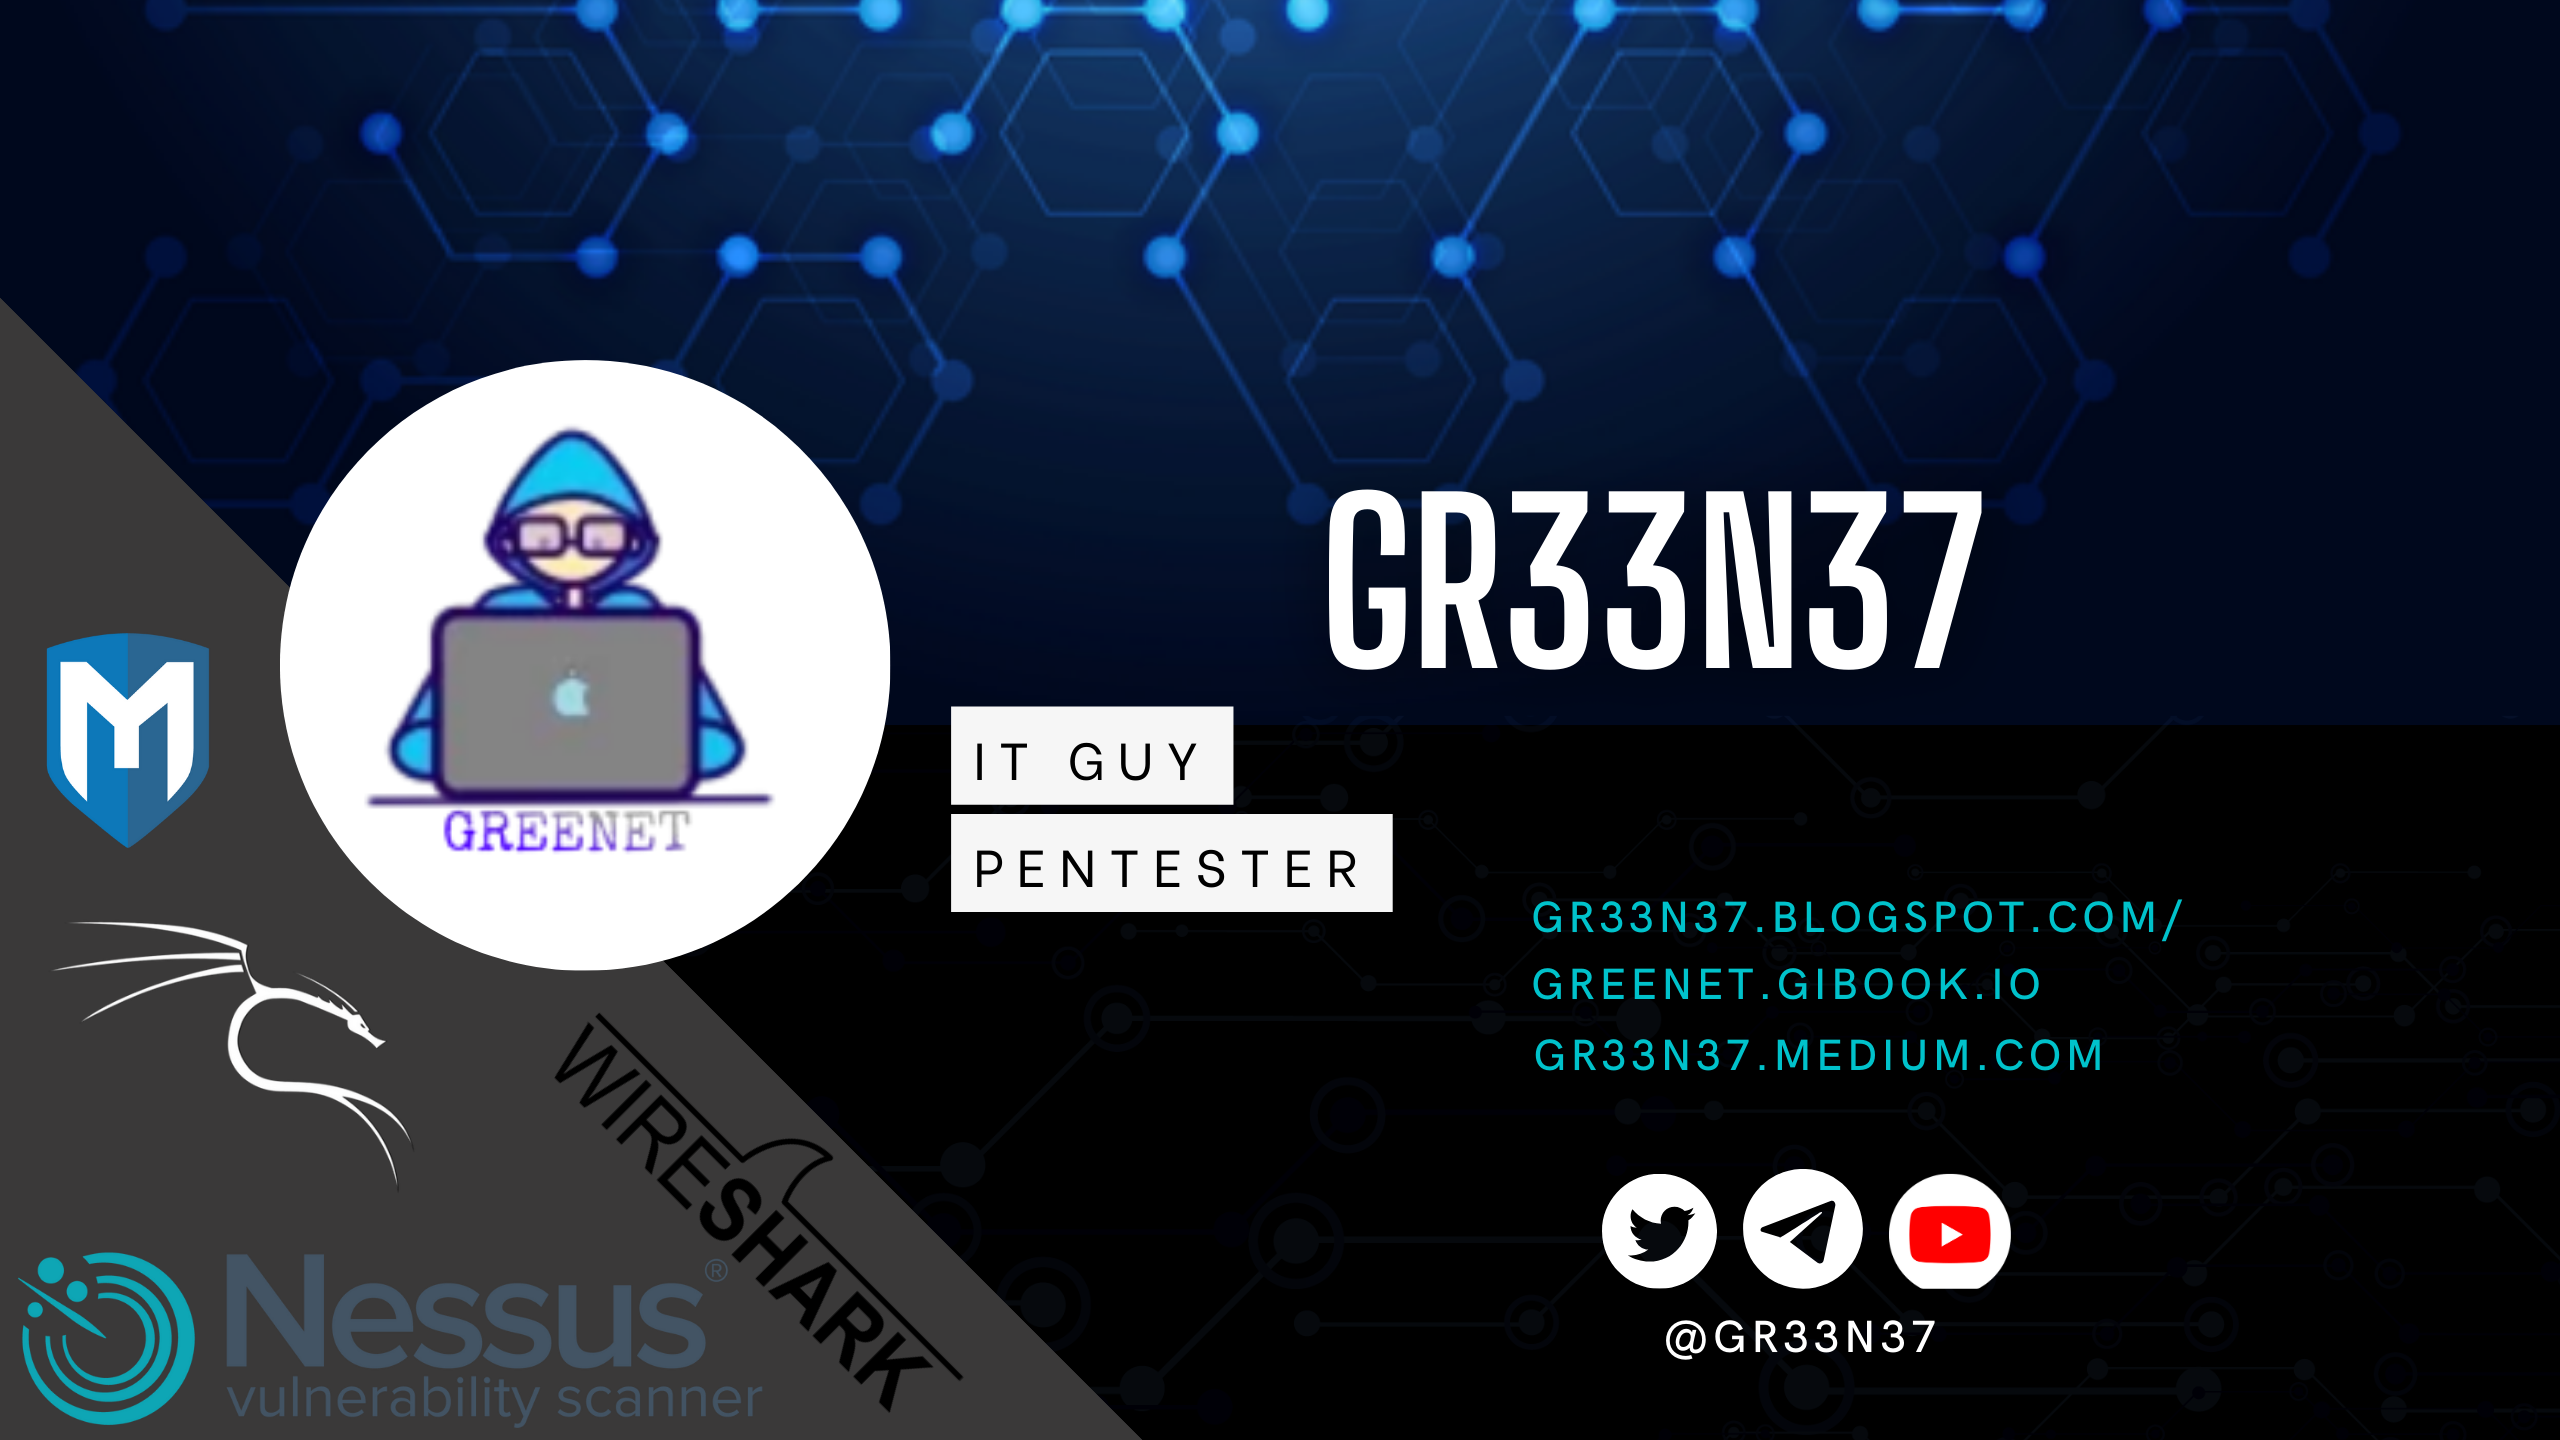 GR33N37
GREENET
IT GUY
PENTESTER
GR33N37.BLOGSPOT.COM/
GREENET.GIBOOK.IO
GR33N37.MEDIUM.COM
WIRESHARK
Nessus®
vulnerability scanner
@GR33N37